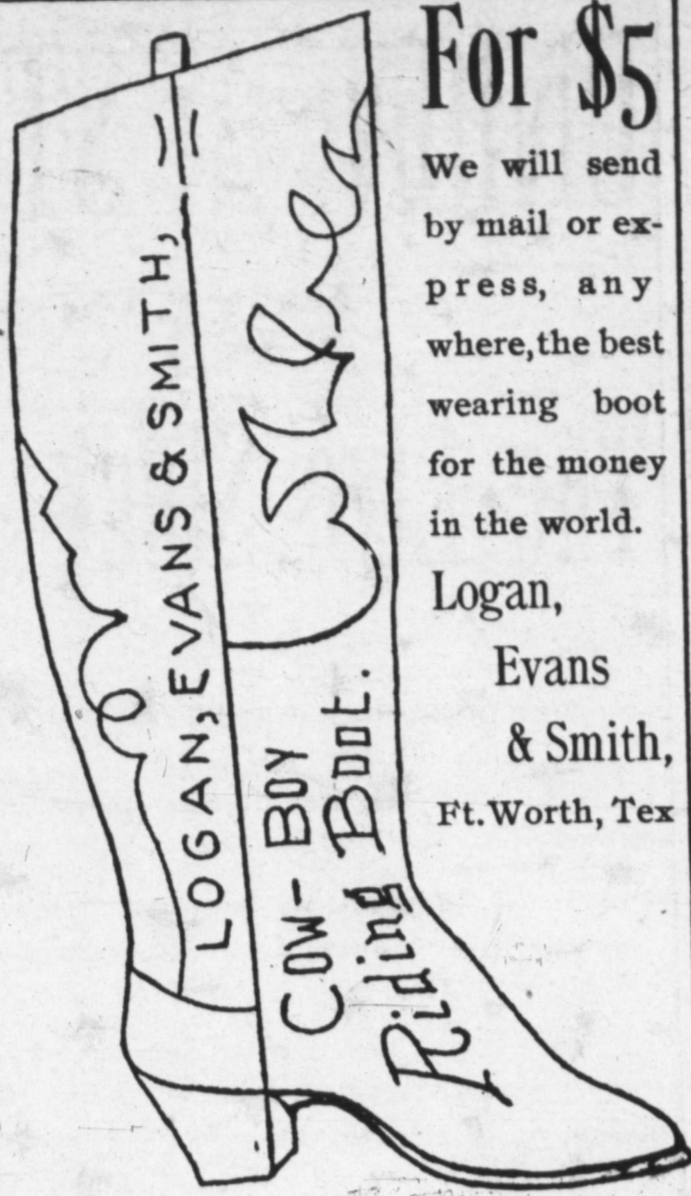 For $5
We will send
by mail or ex-
press, any
where, the best
wearing boot
for the money
in the world.
Logan,
Evans
& Smith,
Ft. Worth, Tex
LOGAN, EVANS & SMITH,
COW-BOY
Riding Boot.